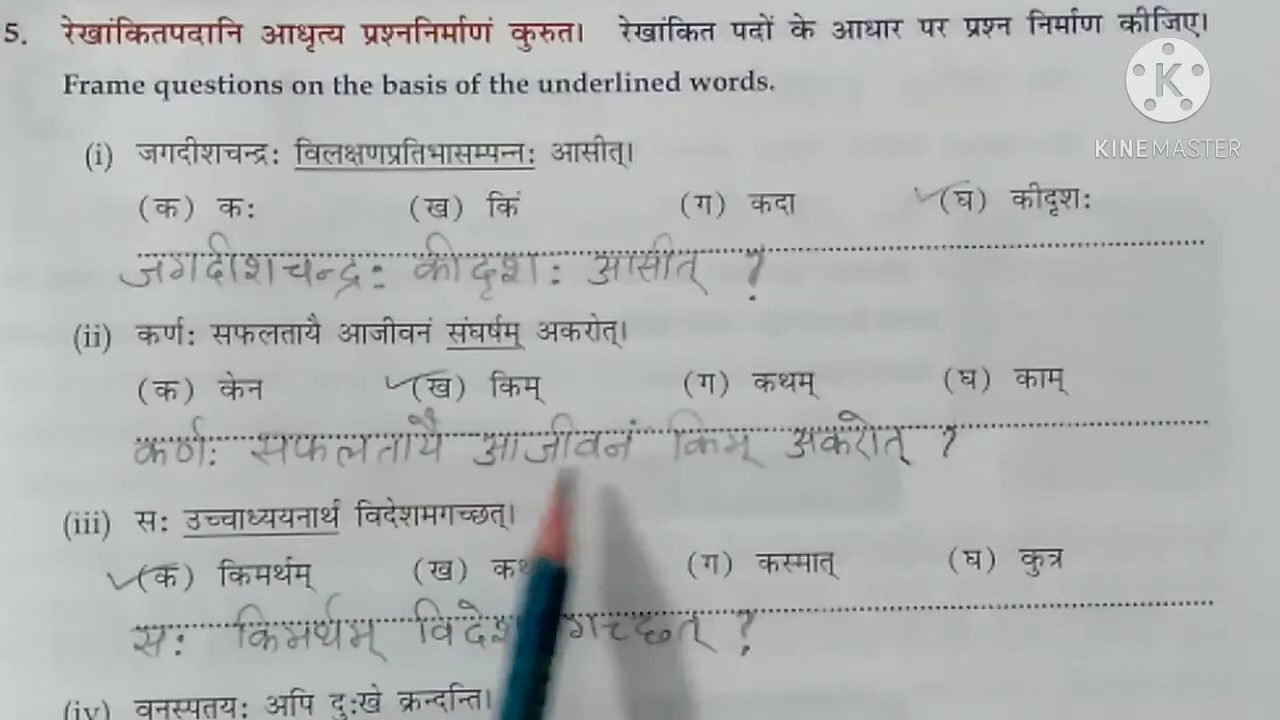 5. रेखांकितपदानि आधृत्य प्रश्ननिर्माणं कुरुत। रेखांकित पदों के आधार पर प्रश्न निर्माण कीजिए।
Frame questions on the basis of the underlined words.
K
KINEMASTER
(i) जगदीशचन्द्रः विलक्षणप्रतिभासम्पन्नः आसीत्।
(क) कः (ख) किं (ग) कदा (घ) कीदृशः
जगदीशचन्द्रः कीदृशः आसीत् ?
(ii) कर्णः सफलतायै आजीवनं संघर्षम् अकरोत्।
(क) केन (ख) किम् (ग) कथम् (घ) काम्
कर्णः सफलतायै आजीवनं किम् अकरोत् ?
(iii) सः उच्चाध्ययनार्थं विदेशमगच्छत्।
(क) किमर्थम् (ख) (ग) कस्मात् (घ) कुत्र
सः किमर्थम् ?
(iv) वनस्पतयः अपि दुःखे क्रन्दन्ति।